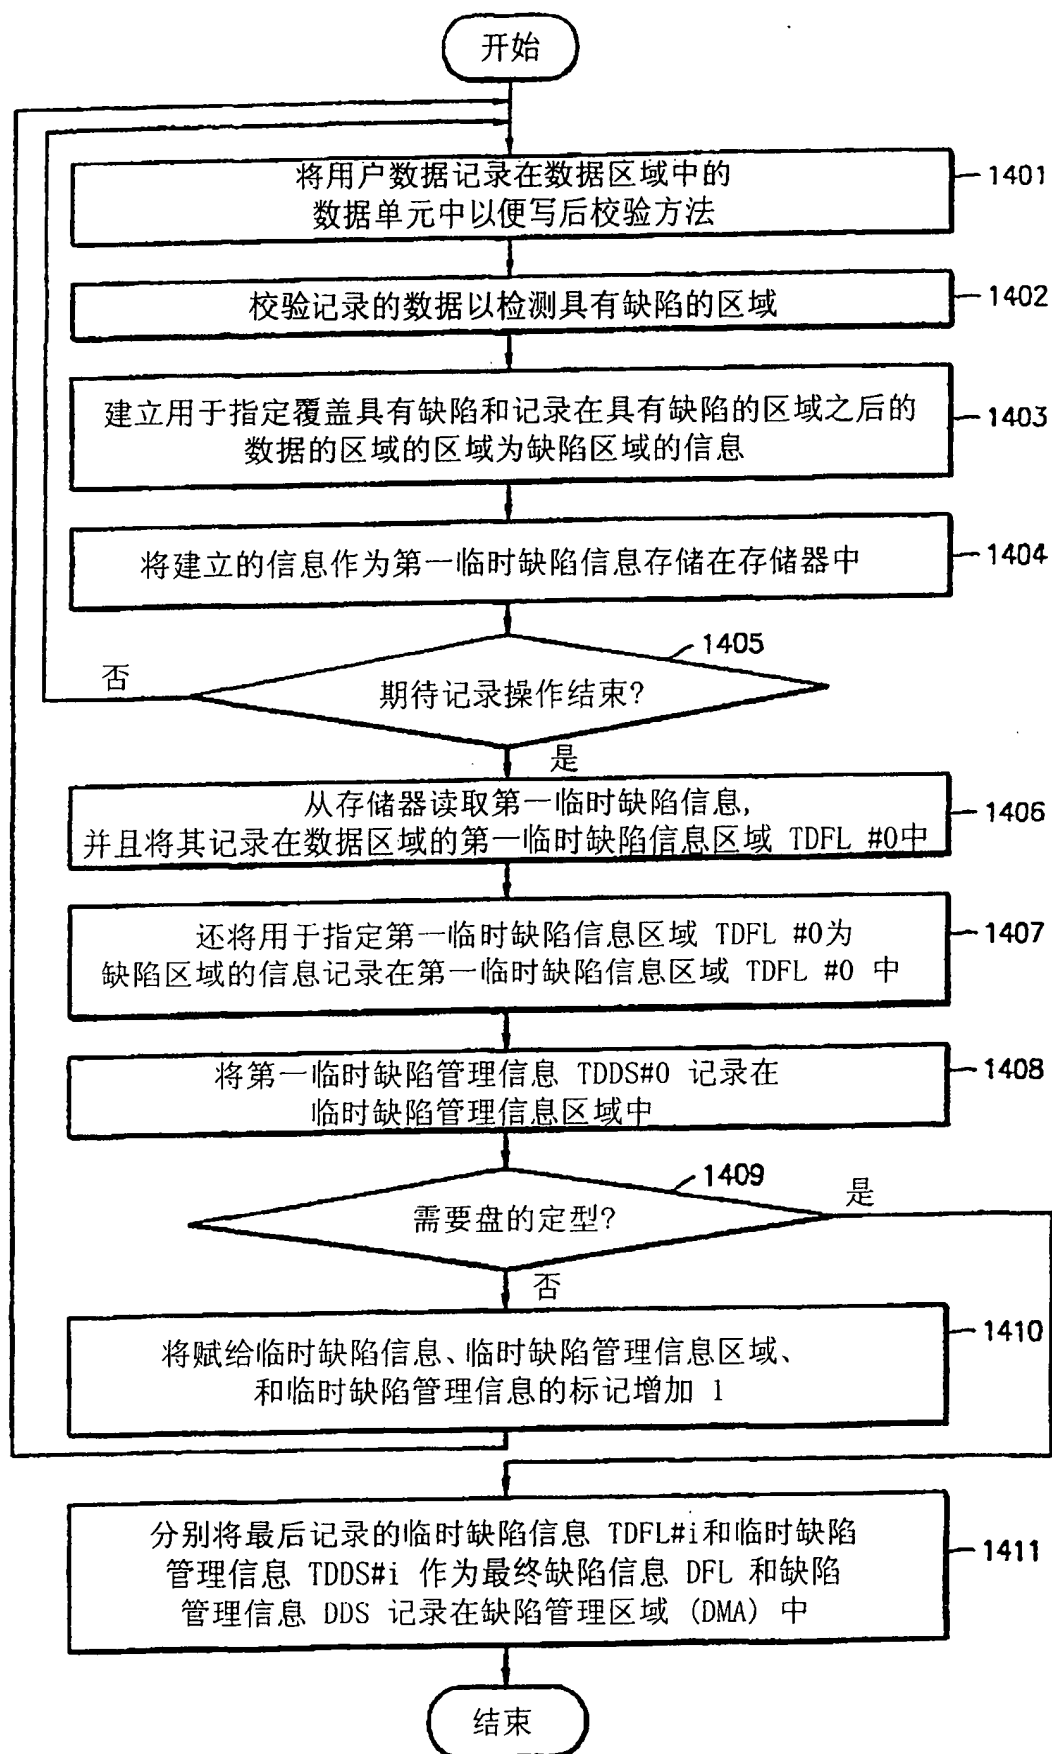 开始
将用户数据记录在数据区域中的
数据单元中以便写后校验方法
1401
校验记录的数据以检测具有缺陷的区域
1402
建立用于指定覆盖具有缺陷和记录在具有缺陷的区域之后的
数据的区域的区域为缺陷区域的信息
1403
将建立的信息作为第一临时缺陷信息存储在存储器中
1404
1405
否
期待记录操作结束?
是
从存储器读取第一临时缺陷信息,
并且将其记录在数据区域的第一临时缺陷信息区域 TDFL #0中
1406
还将用于指定第一临时缺陷信息区域 TDFL #0为
缺陷区域的信息记录在第一临时缺陷信息区域 TDFL #0 中
1407
将第一临时缺陷管理信息 TDDS#0 记录在
临时缺陷管理信息区域中
1408
1409
是
需要盘的定型?
否
将赋给临时缺陷信息、临时缺陷管理信息区域、
和临时缺陷管理信息的标记增加 1
1410
分别将最后记录的临时缺陷信息 TDFL#i和临时缺陷
管理信息 TDDS#i 作为最终缺陷信息 DFL 和缺陷
管理信息 DDS 记录在缺陷管理区域 (DMA) 中
1411
结束